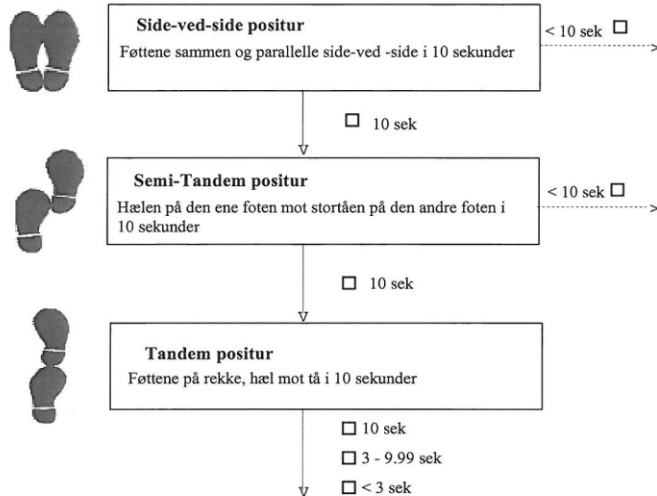 Side-ved-side positur
Føttene sammen og parallelle side-ved -side i 10 sekunder
< 10 sek
10 sek
Semi-Tandem positur
Hælen på den ene foten mot stortåen på den andre foten i
10 sekunder
<10 sek
10 sek
Tandem positur
Føttene på rekke, hæl mot tå i 10 sekunder
10 sek
3 - 9.99 sek
< 3 sek